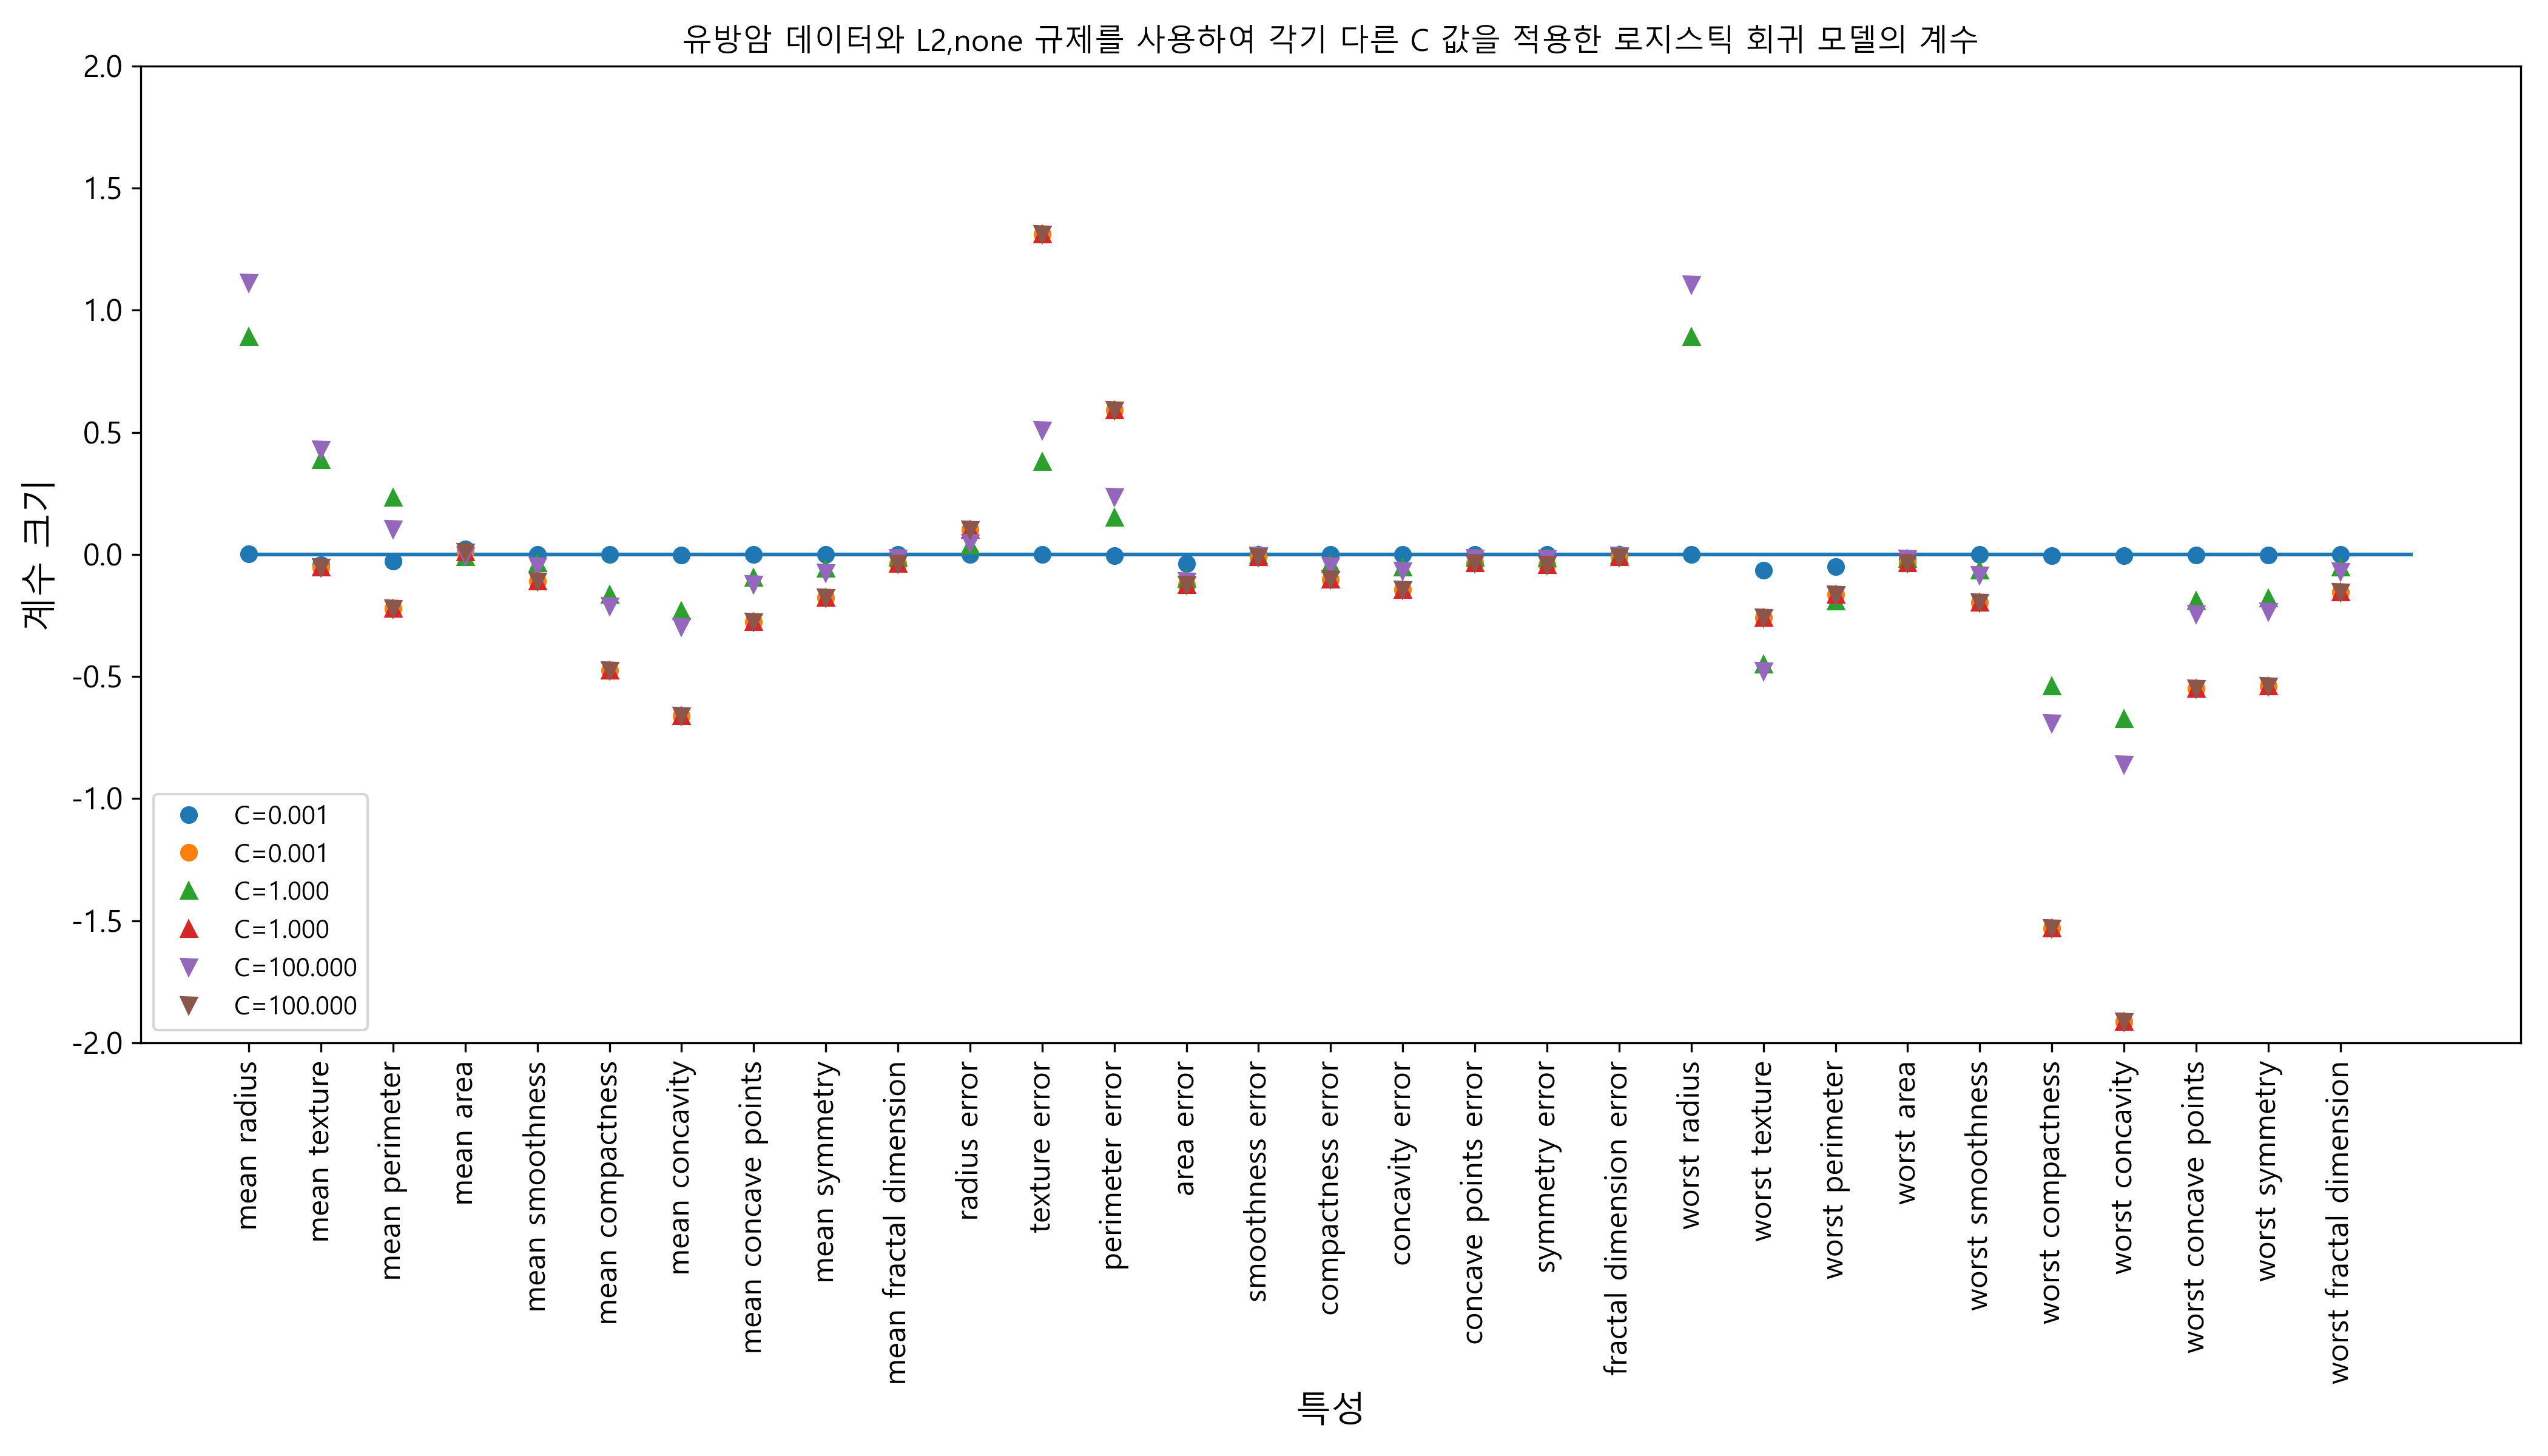 유방암 데이터와 L2,none 규제를 사용하여 각기 다른 C 값을 적용한 로지스틱 회귀 모델의 계수
2.0
1.5
1.0
0.5
0.0
-0.5
-1.0
-1.5
-2.0
계수 크기
C=0.001
C=0.001
C=1.000
C=1.000
C=100.000
C=100.000
mean radius
mean texture
mean perimeter
mean area
mean smoothness
mean compactness
mean concavity
mean concave points
mean symmetry
mean fractal dimension
radius error
texture error
perimeter error
area error
smoothness error
compactness error
concavity error
concave points error
symmetry error
fractal dimension error
worst radius
worst texture
worst perimeter
worst area
worst smoothness
worst compactness
worst concavity
worst concave points
worst symmetry
worst fractal dimension
특성